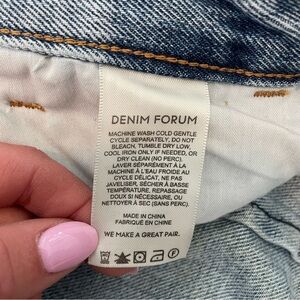 DENIM FORUM
MACHINE WASH COLD GENTLE
CYCLE SEPARATELY, DO NOT
BLEACH, TUMBLE DRY LOW,
COOL IRON ONLY IF NEEDED, OR
DRY CLEAN (NO PERC).
LAVER SÉPARÉMENT À LA
MACHINE À L'EAU FROIDE AU
CYCLE DÉLICAT, NE PAS
JAVELISER, SÉCHER À BASSE
TEMPÉRATURE, REPASSAGE
DOUX SI NÉCESSAIRE, OU
NETTOYER À SEC (SANS PERC).
MADE IN CHINA
FABRIQUÉ EN CHINE
WE MAKE A GREAT PAIR.